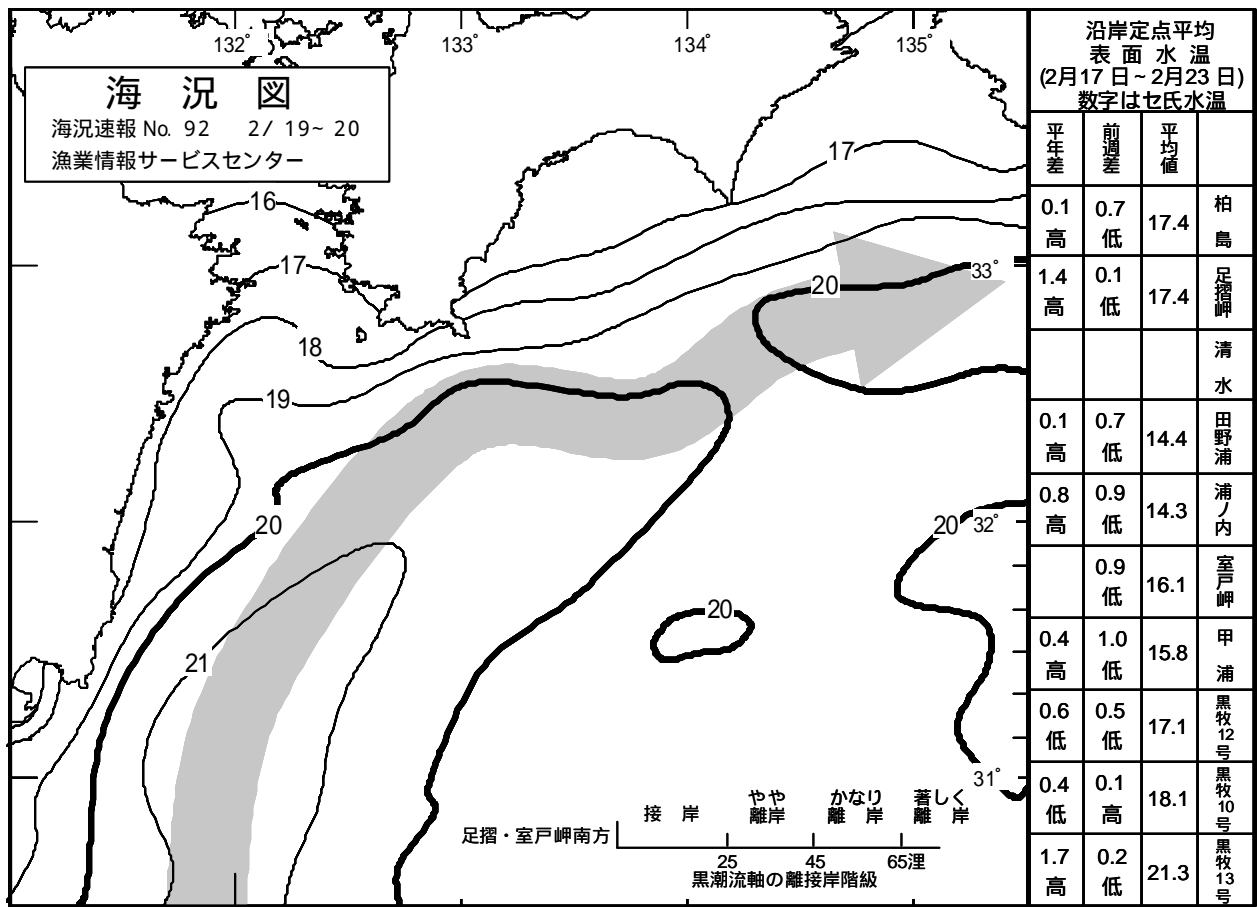 132°
133°
134°
135°
海 況 図
海況速報 No. 92 2/ 19~ 20
漁業情報サービスセンター
16
17
17
18
19
20
20
33°
20 32°
20
21
31°
足摺・室戸岬南方
接 岸
やや離岸
かなり離岸
著しく離岸
25 45 65浬
黒潮流軸の離接岸階級
沿岸定点平均
表 面 水 温
(2月17 日~2月23 日)
数字はセ氏水温
平年差 前週差 平均値
0.1高 0.7低 17.4 柏島
1.4高 0.1低 17.4 足摺岬
清水
0.1高 0.7低 14.4 田野浦
0.8高 0.9低 14.3 浦ノ内
0.9低 16.1 室戸岬
0.4高 1.0低 15.8 甲浦
0.6低 0.5低 17.1 黒牧12号
0.4低 0.1高 18.1 黒牧10号
1.7高 0.2低 21.3 黒牧13号